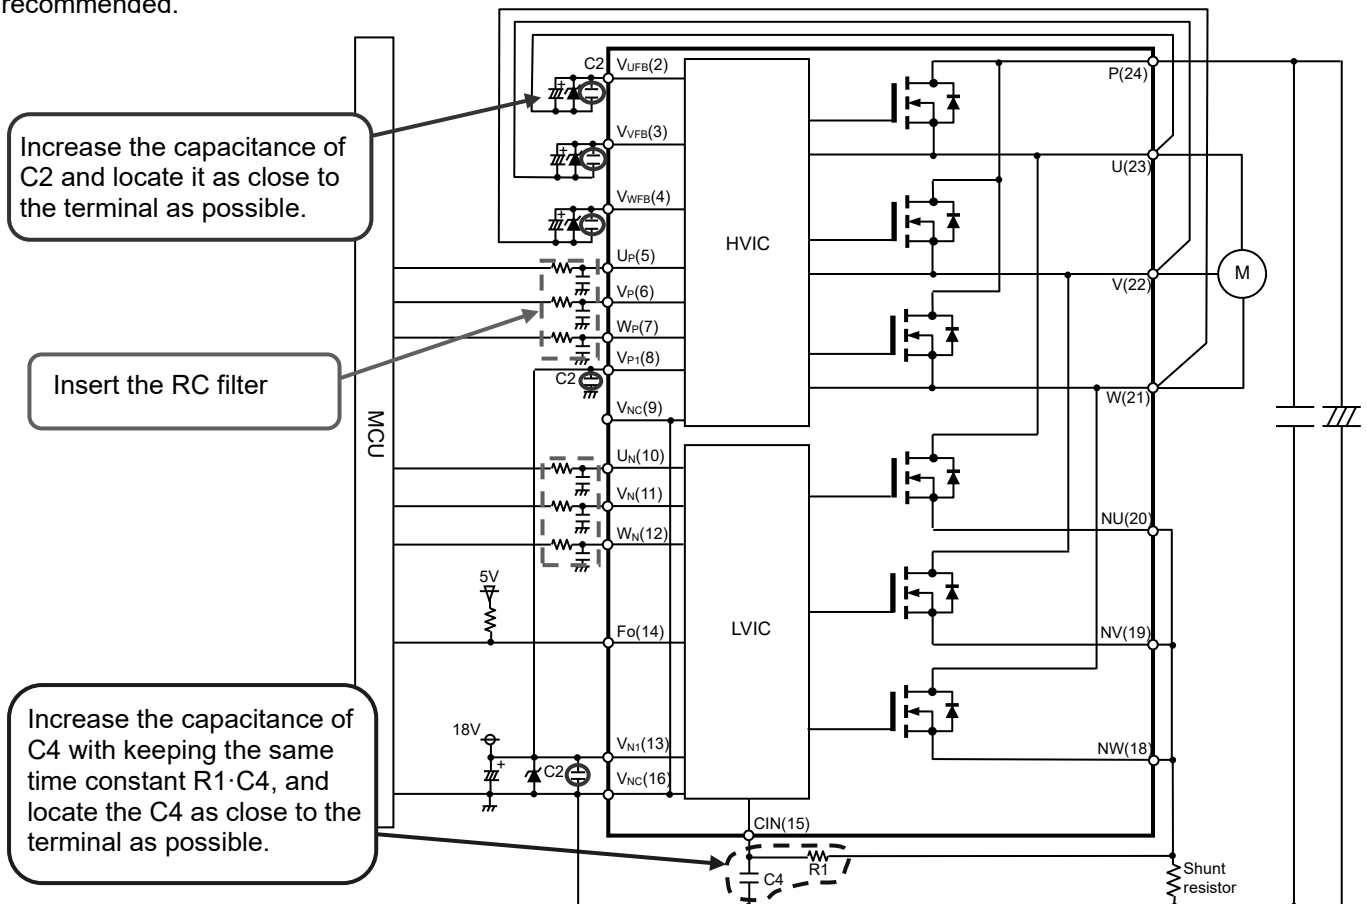 recommended.
Increase the capacitance of
C2 and locate it as close to
the terminal as possible.
Insert the RC filter
MCU
Increase the capacitance of
C4 with keeping the same
time constant R1·C4, and
locate the C4 as close to the
terminal as possible.
C2
VUFB(2)
+
VVFB(3)
+
VWFB(4)
+
UP(5)
VP(6)
WP(7)
VP1(8)
C2
VNC(9)
UN(10)
VN(11)
WN(12)
5V
Fo(14)
18V
VN1(13)
+
C2
VNC(16)
HVIC
LVIC
CIN(15)
C4
R1
P(24)
U(23)
V(22)
W(21)
M
NU(20)
NV(19)
NW(18)
Shunt
resistor